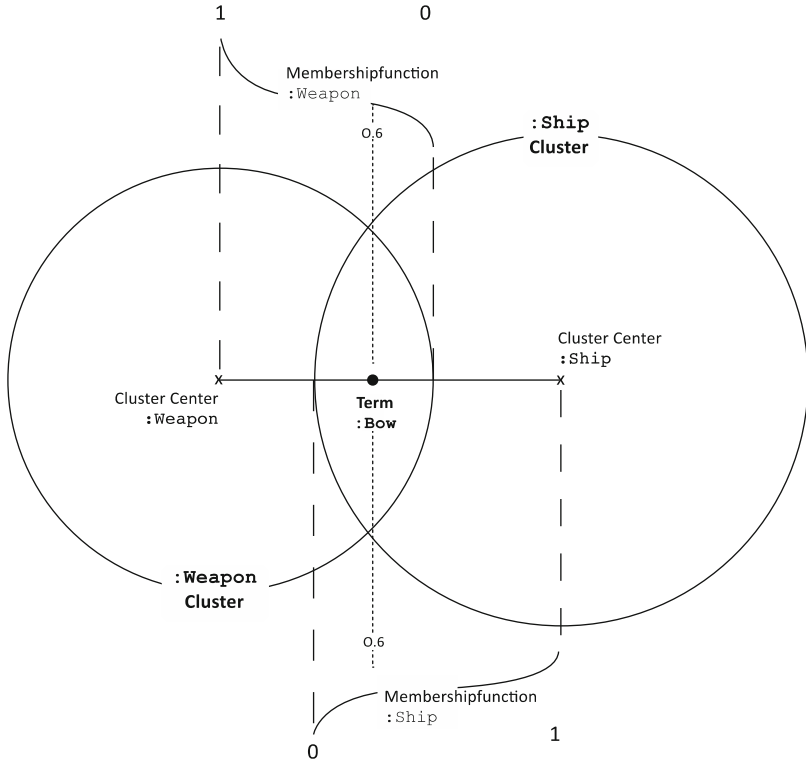 1
0
Membershipfunction
:Weapon
0.6
:Ship
Cluster
Cluster Center
:Ship
x
x
Cluster Center
:Weapon
Term
:Bow
:Weapon
Cluster
0.6
Membershipfunction
:Ship
0
1